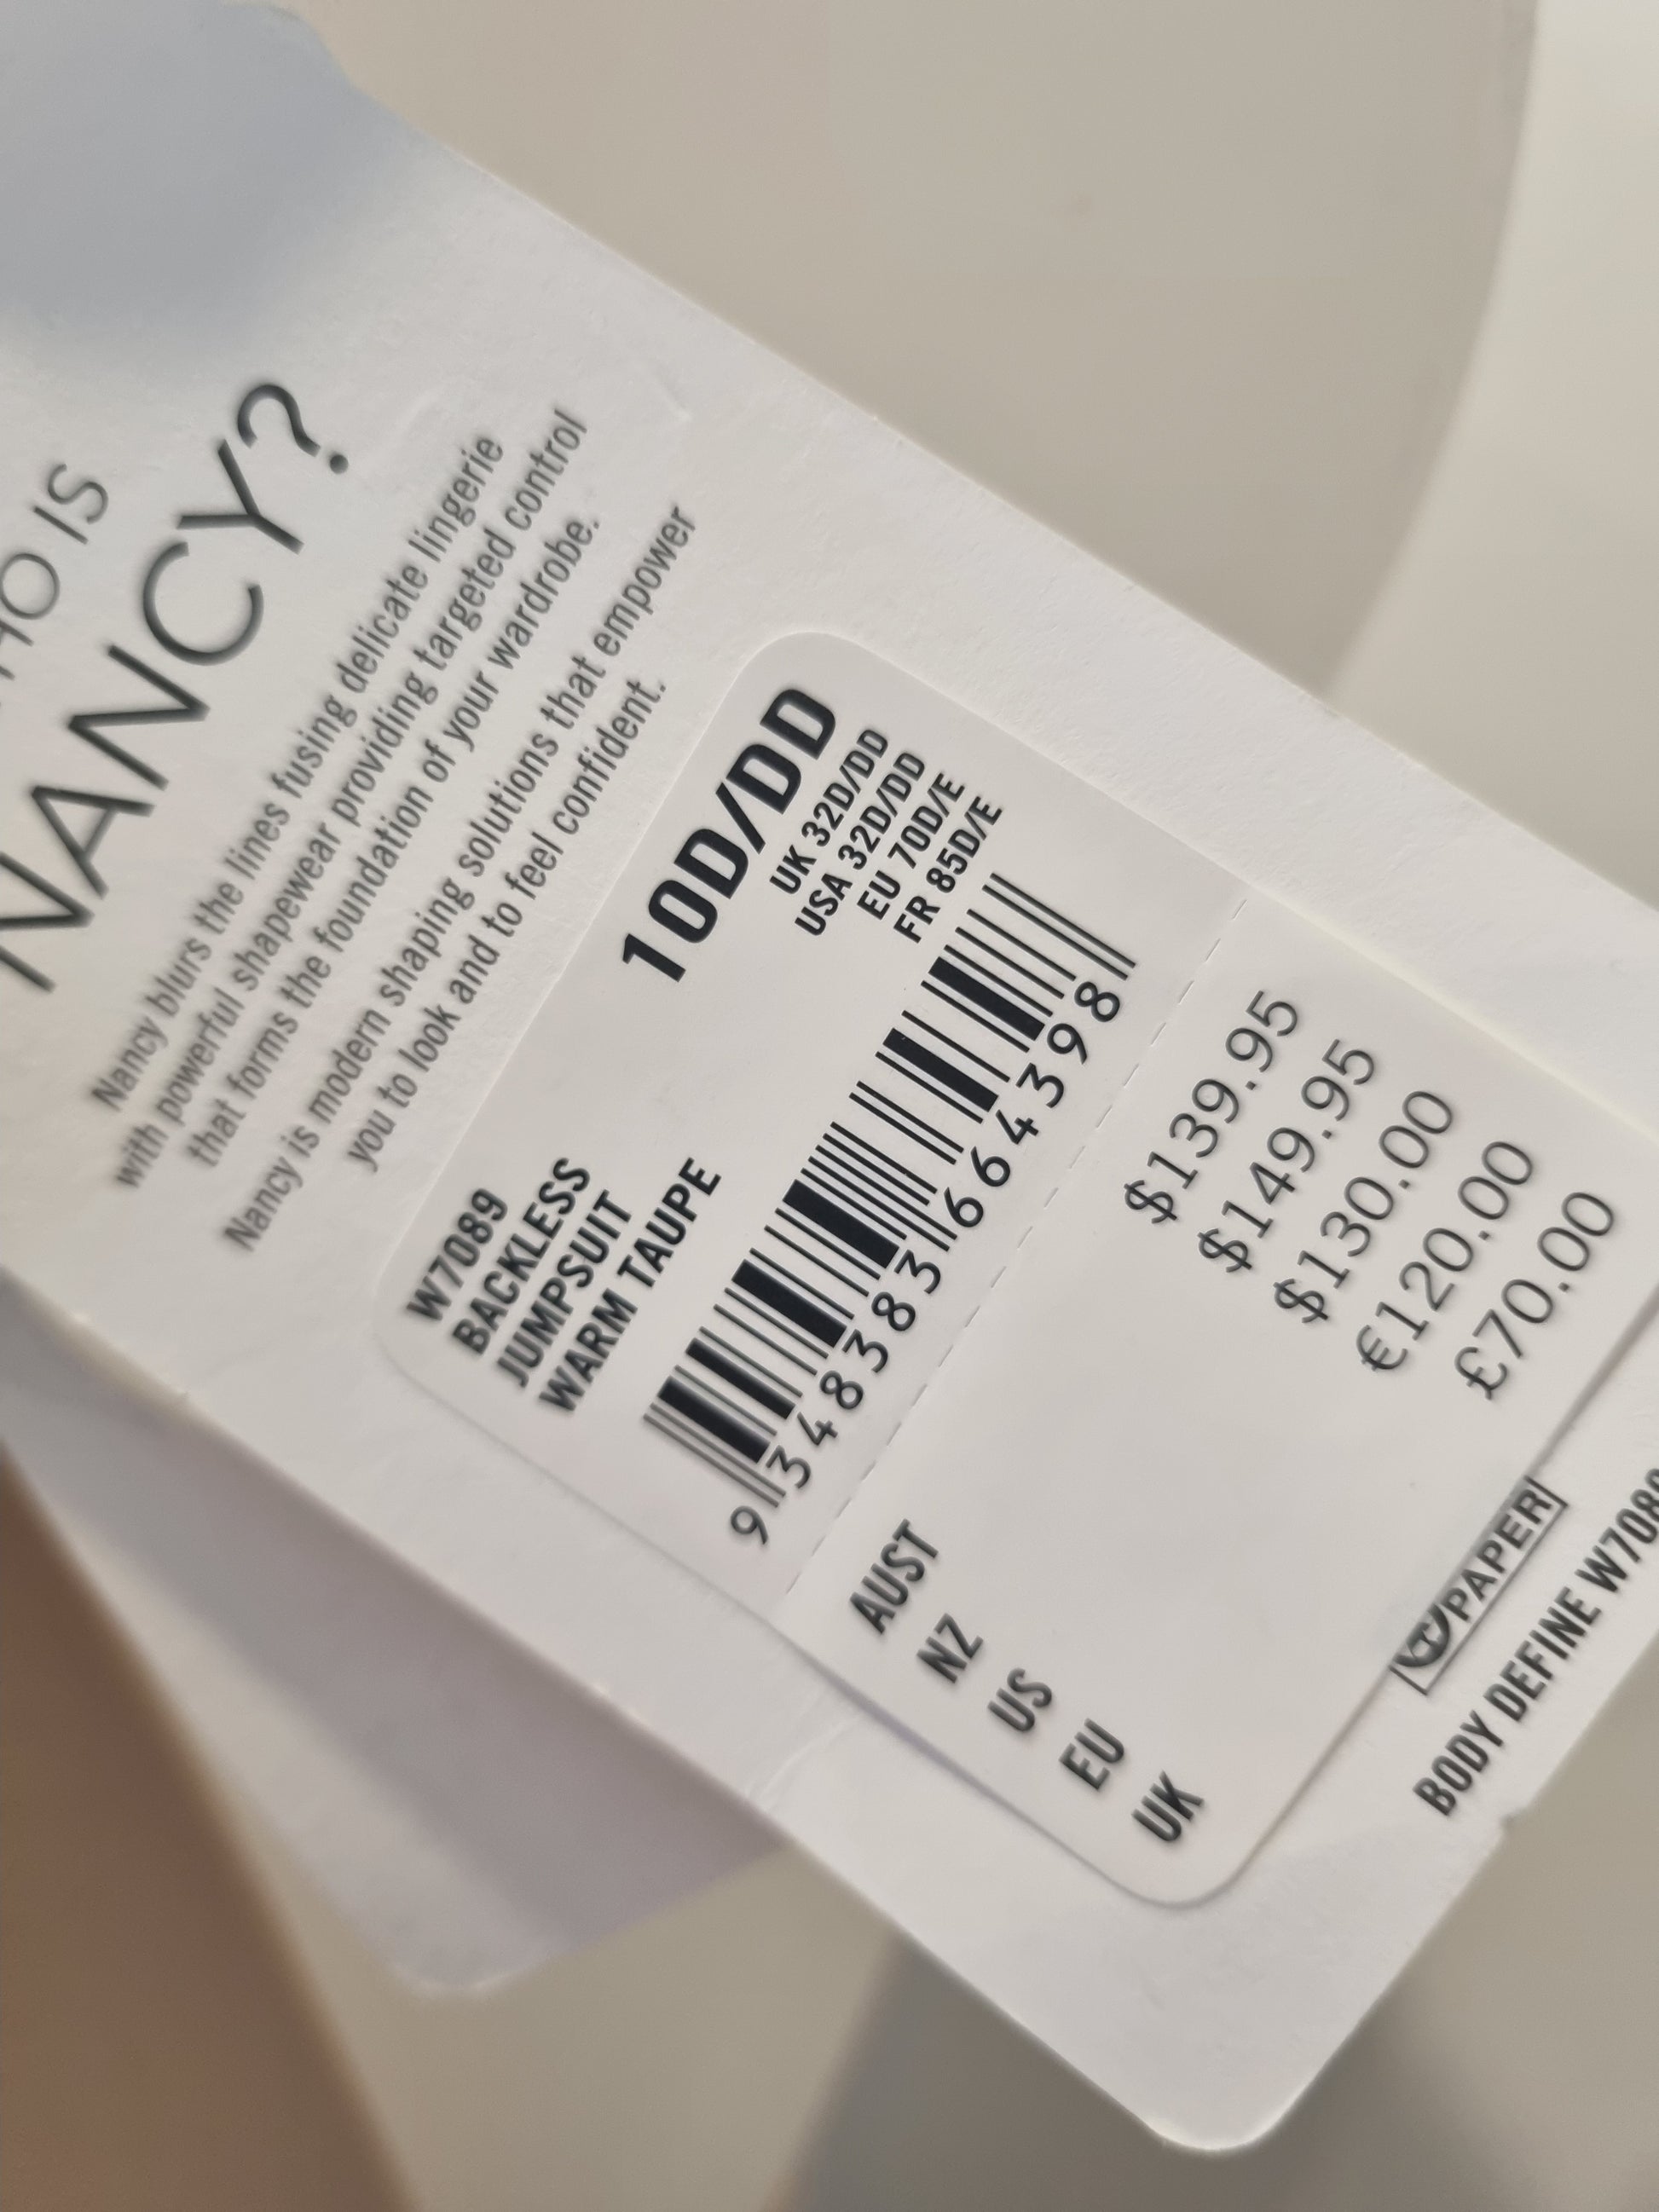 IS
NANCY?
Nancy blurs the lines fusing delicate lingerie
with powerful shapewear providing targeted control
that forms the foundation of your wardrobe.
Nancy is modern shaping solutions that empower
you to look and to feel confident.
W7089
BACKLESS
JUMPSUIT
WARM TAUPE
10D/DD
UK 32D/DD
USA 32D/DD
EU 70D/E
FR 85D/E
9 348383 664398
AUST $139.95
NZ $149.95
US $130.00
EU €120.00
UK £70.00
PAPER
BODY DEFINE